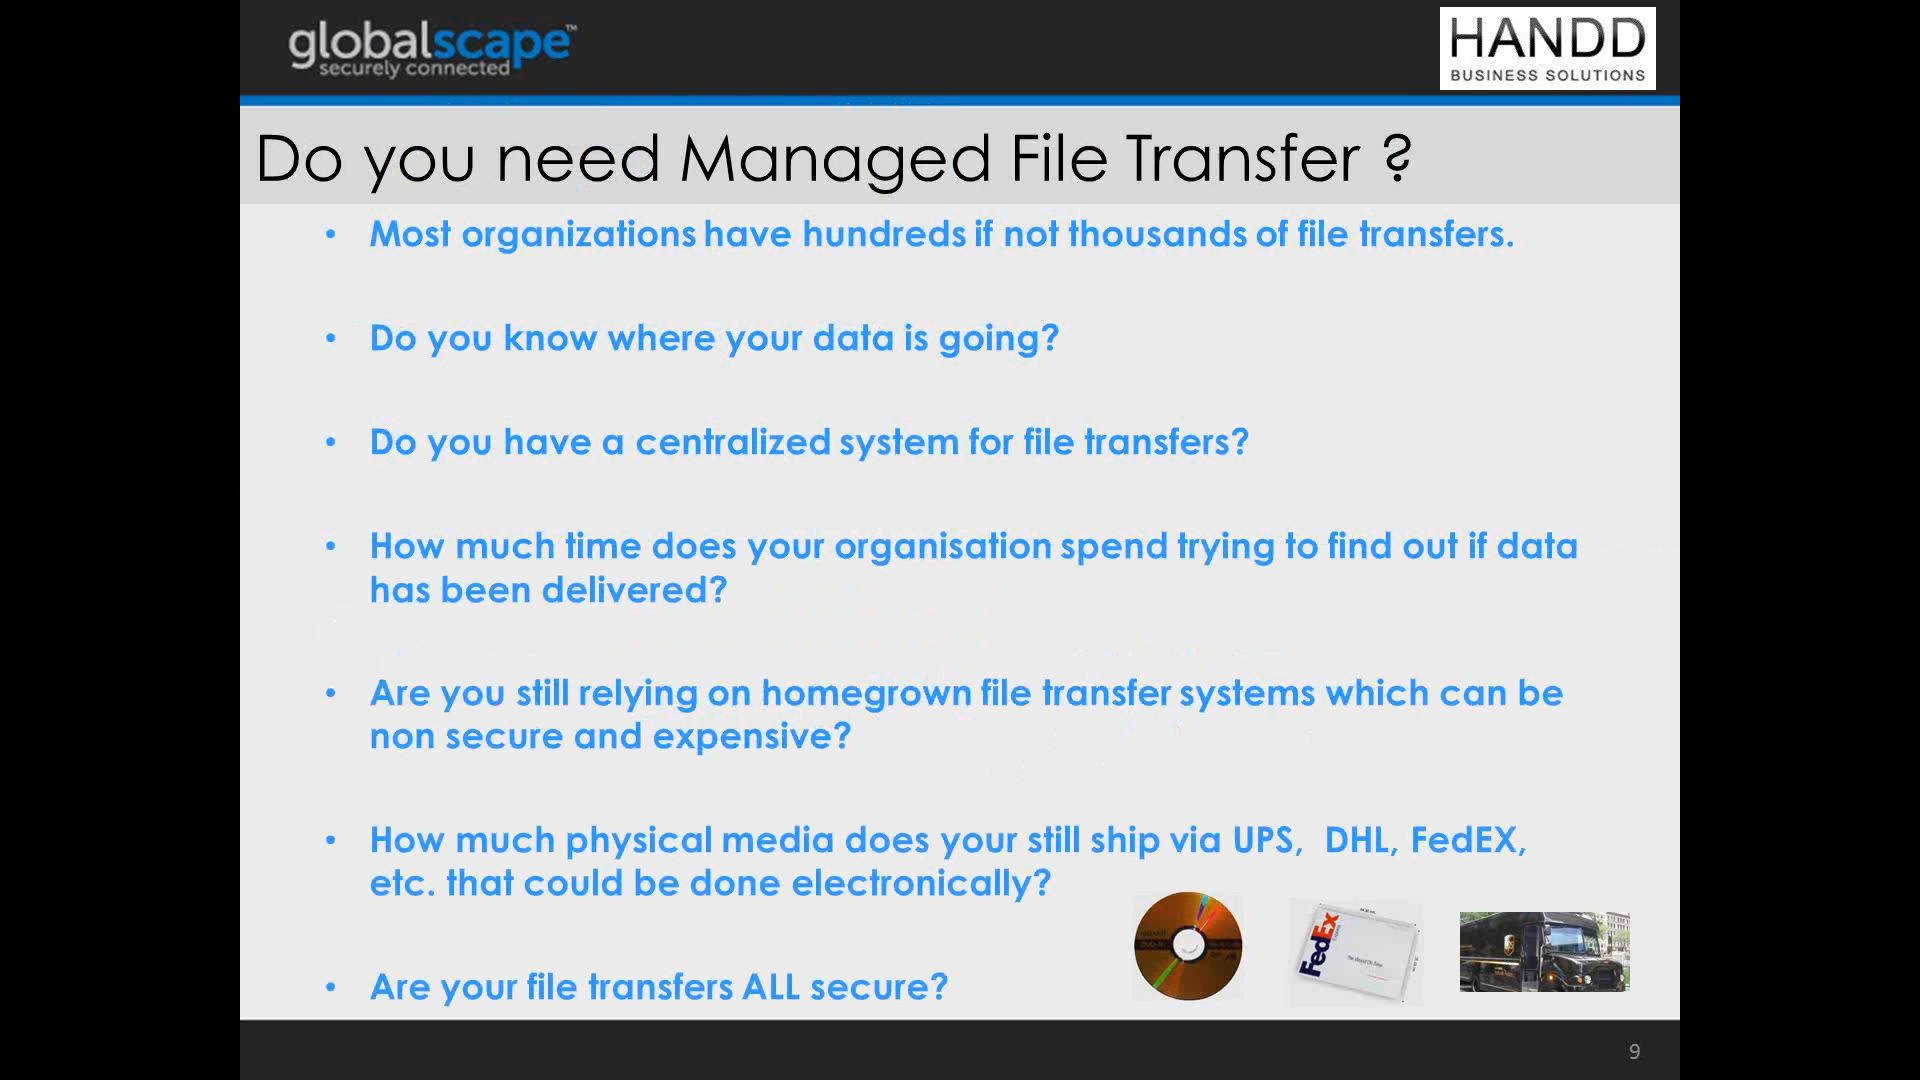 globalscape™
securely connected
HANDD
BUSINESS SOLUTIONS
Do you need Managed File Transfer ?
• Most organizations have hundreds if not thousands of file transfers.
• Do you know where your data is going?
• Do you have a centralized system for file transfers?
• How much time does your organisation spend trying to find out if data
has been delivered?
• Are you still relying on homegrown file transfer systems which can be
non secure and expensive?
• How much physical media does your still ship via UPS, DHL, FedEX,
etc. that could be done electronically?
FedEx
• Are your file transfers ALL secure?
9